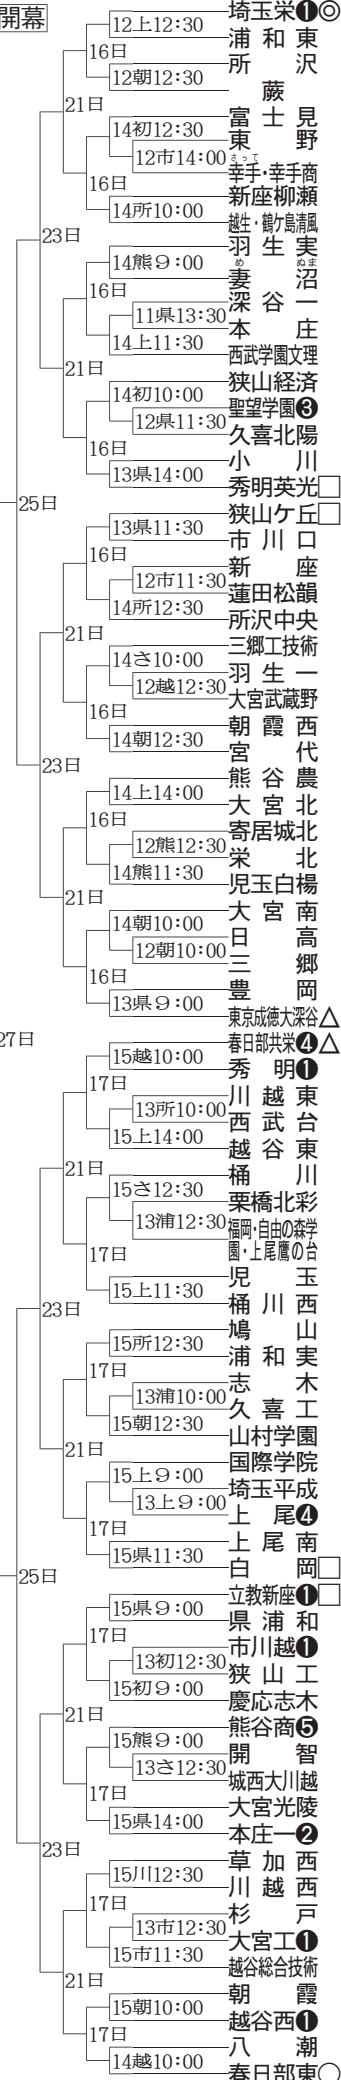 開幕
埼玉栄❶◎
12上12:30
浦和東
16日
所沢
12朝12:30
蕨
21日
富士見
14初12:30
東野
12市14:00
さって
幸手・幸手商
16日
新座柳瀬
14所10:00
越生・鶴ケ島清風
23日
羽生実
14熊9:00
め ぬま
妻沼
16日
深谷一
11県13:30
本庄
14上11:30
西武学園文理
21日
狭山経済
14初10:00
聖望学園❸
12県11:30
久喜北陽
16日
小川
13県14:00
秀明英光□
25日
狭山ケ丘□
13県11:30
市川口
16日
新座
12市11:30
蓮田松韻
14所12:30
所沢中央
21日
三郷工技術
14さ10:00
羽生一
12越12:30
大宮武蔵野
16日
朝霞西
14朝12:30
宮代
23日
熊谷農
14上14:00
大宮北
16日
寄居城北
12熊12:30
栄北
14熊11:30
児玉白楊
21日
大宮南
14朝10:00
日高
12朝10:00
三郷
16日
豊岡
13県9:00
東京成徳大深谷△
27日
春日部共栄❹△
15越10:00
秀明❶
17日
川越東
13所10:00
西武台
15上14:00
越谷東
21日
桶川
15さ12:30
栗橋北彩
13浦12:30
福岡・自由の森学
園・上尾鷹の台
17日
児玉
15上11:30
桶川西
23日
鳩山
15所12:30
浦和実
17日
志木
13浦10:00
久喜工
15朝12:30
山村学園
21日
国際学院
15上9:00
埼玉平成
13上9:00
上尾❹
17日
上尾南
15県11:30
白岡□
25日
立教新座❶□
15県9:00
県浦和
17日
市川越❶
13初12:30
狭山工
15初9:00
慶応志木
21日
熊谷商❺
15熊9:00
開智
13さ12:30
城西大川越
17日
大宮光陵
15県14:00
本庄一❷
23日
草加西
15川12:30
川越西
17日
杉戸
13市12:30
大宮工❶
15市11:30
越谷総合技術
21日
朝霞
15朝10:00
越谷西❶
17日
八潮
14越10:00
春日部東○